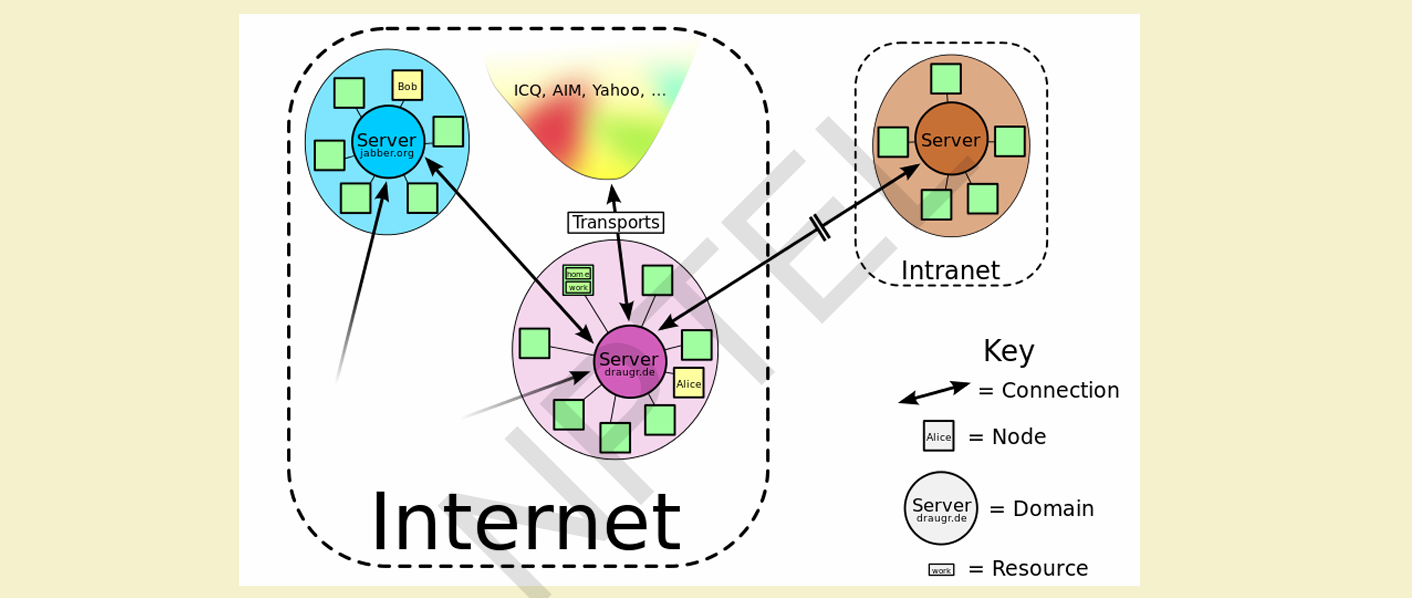 Bob
Server
jabber.org
ICQ, AIM, Yahoo, ...
Transports
home
work
Server
draugr.de
Alice
Internet
Server
Intranet
Key
= Connection
Alice = Node
Server
draugr.de = Domain
work = Resource
NPTEL